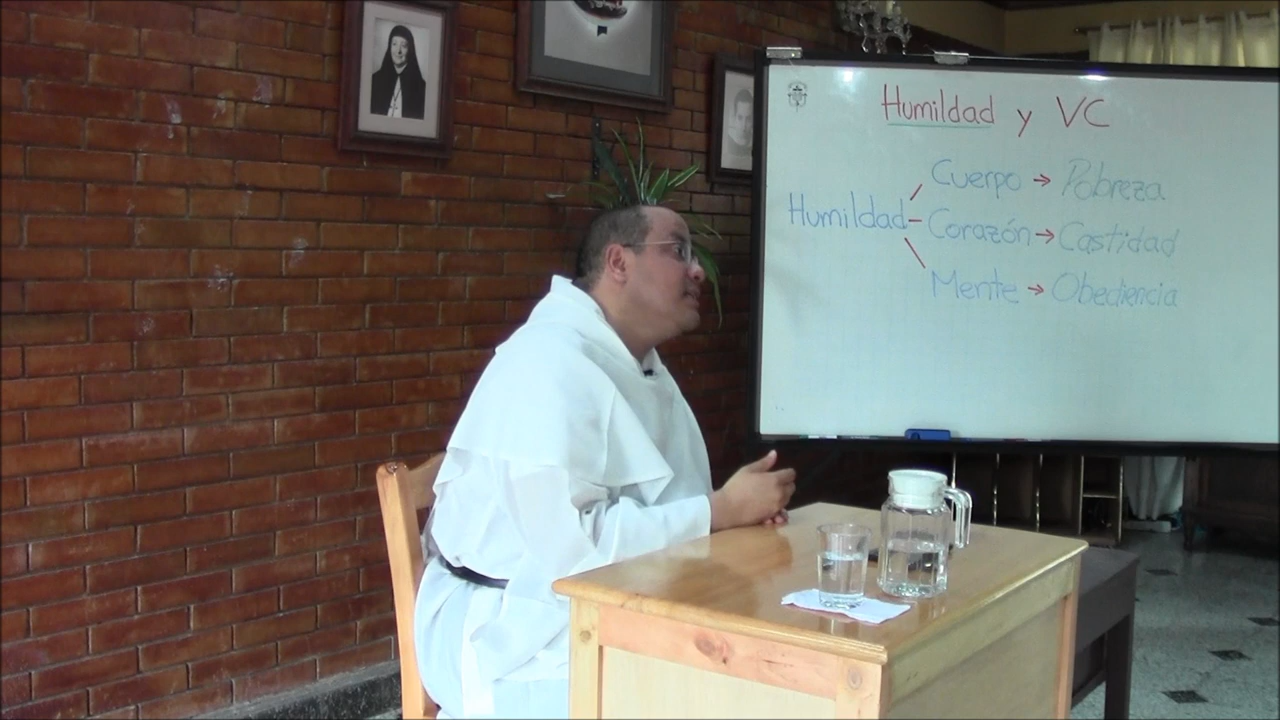 Humildad y VC
Cuerpo → Pobreza
Humildad - Corazón → Castidad
Mente → Obediencia